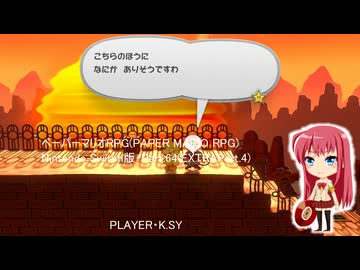 こちらのほうに
なにか ありそうですわ
ペーパーマリオRPG(PAPER MARIO RPG)
Nintendo Switch版
PLAYER・K.SY